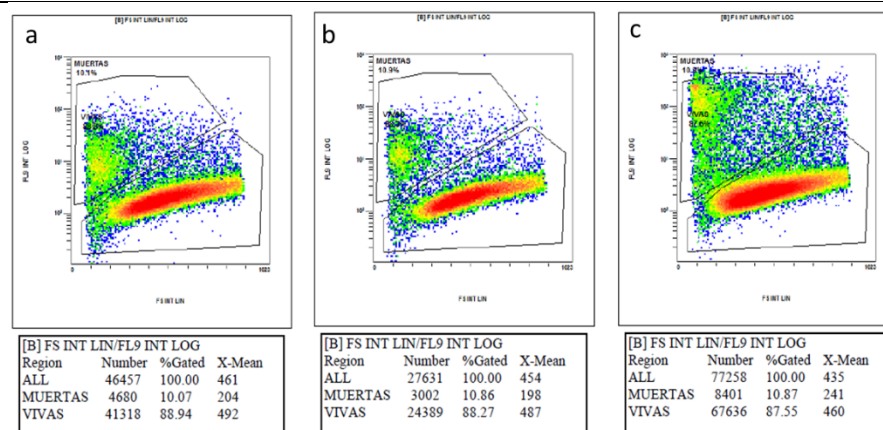 [B] FS INT LIN/FL9 INT LOG
a
MUERTAS
10.1%
VIVAS
FL9 INT LOG
0
1023
FS INT LIN
[B] FS INT LIN/FL9 INT LOG
Region Number %Gated X-Mean
ALL 46457 100.00 461
MUERTAS 4680 10.07 204
VIVAS 41318 88.94 492
[B] FS INT LIN/FL9 INT LOG
b
MUERTAS
10.9%
VIVAS
FL9 INT LOG
0
1023
FS INT LIN
[B] FS INT LIN/FL9 INT LOG
Region Number %Gated X-Mean
ALL 27631 100.00 454
MUERTAS 3002 10.86 198
VIVAS 24389 88.27 487
[B] FS INT LIN/FL9 INT LOG
c
MUERTAS
VIVAS
FL9 INT LOG
0
1023
FS INT LIN
[B] FS INT LIN/FL9 INT LOG
Region Number %Gated X-Mean
ALL 77258 100.00 435
MUERTAS 8401 10.87 241
VIVAS 67636 87.55 460